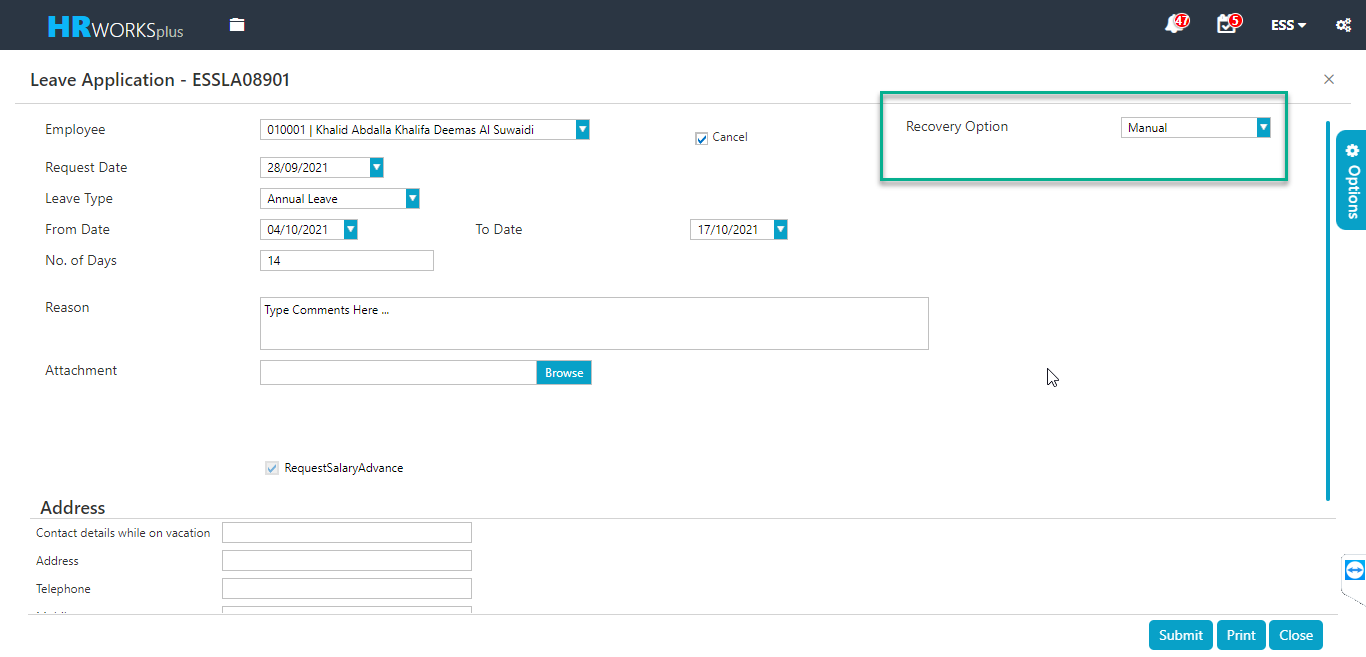 HRWORKSplus
47
5
ESS
Leave Application - ESSLA08901
Employee
010001 | Khalid Abdalla Khalifa Deemas Al Suwaidi
Cancel
Recovery Option
Manual
Request Date
28/09/2021
Leave Type
Annual Leave
From Date
04/10/2021
To Date
17/10/2021
No. of Days
14
Options
Reason
Type Comments Here ...
Attachment
Browse
RequestSalaryAdvance
Address
Contact details while on vacation
Address
Telephone
Submit
Print
Close